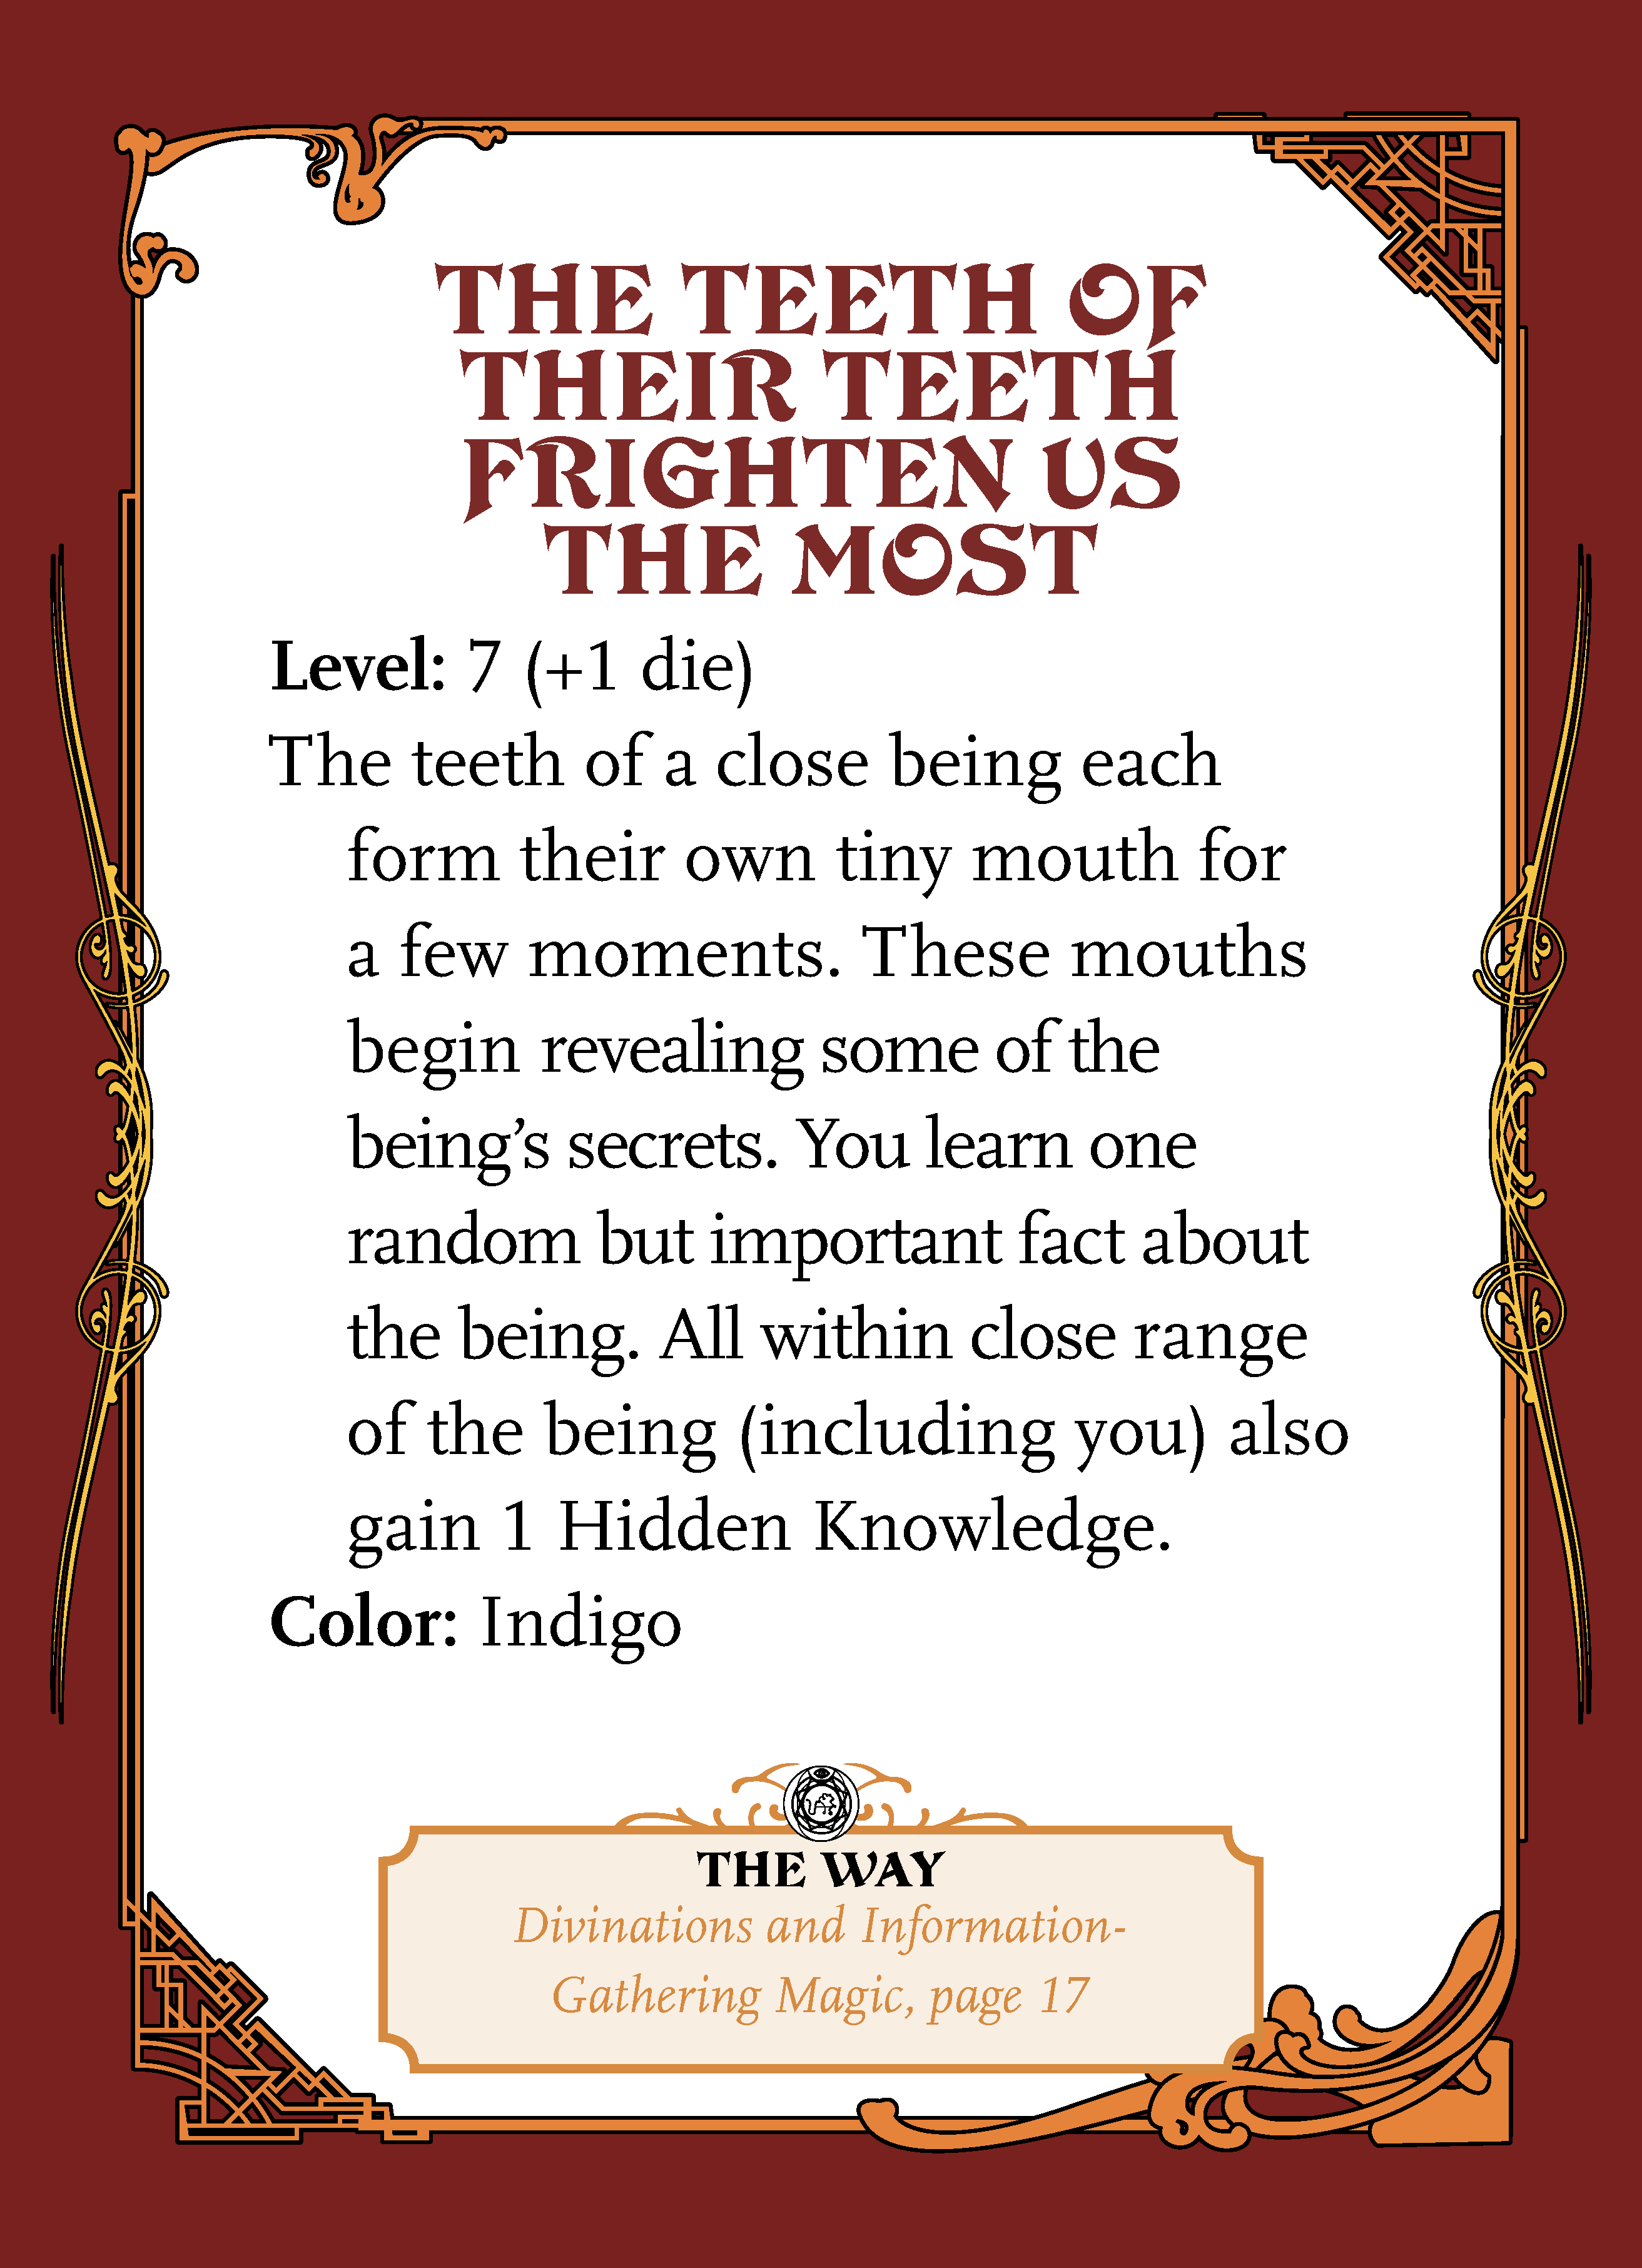 THE TEETH OF
THEIR TEETH
FRIGHTEN US
THE MOST
Level: 7 (+1 die)
The teeth of a close being each
form their own tiny mouth for
a few moments. These mouths
begin revealing some of the
being’s secrets. You learn one
random but important fact about
the being. All within close range
of the being (including you) also
gain 1 Hidden Knowledge.
Color: Indigo
THE WAY
Divinations and Information-
Gathering Magic, page 17